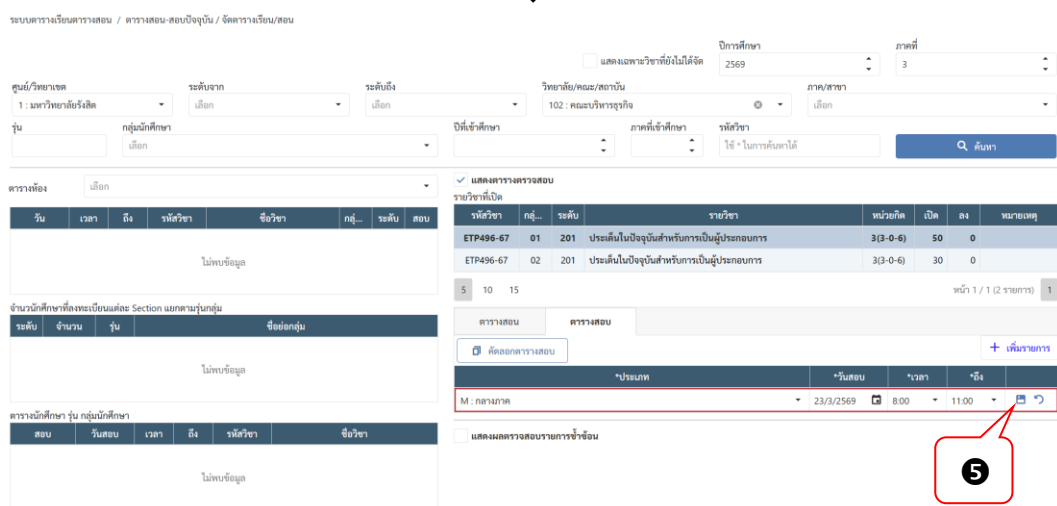 ระบบตารางเรียนตารางสอน / ตารางสอน-สอบปัจจุบัน / จัดตารางเรียน/สอน
ปีการศึกษา ภาคที่
แสดงเฉพาะวิชาที่ยังไม่ได้จัด 2569 3
ศูนย์/วิทยาเขต ระดับจาก ระดับถึง วิทยาลัย/คณะ/สถาบัน ภาค/สาขา
1 : มหาวิทยาลัยรังสิต เลือก เลือก 102 : คณะบริหารธุรกิจ เลือก
รุ่น กลุ่มนักศึกษา ปีที่เข้าศึกษา ภาคที่เข้าศึกษา รหัสวิชา
เลือก ใช้ * ในการค้นหาได้ ค้นหา
ตารางห้อง เลือก
วัน เวลา ถึง รหัสวิชา ชื่อวิชา กลุ่... ระดับ สอบ
ไม่พบข้อมูล
จำนวนนักศึกษาที่ลงทะเบียนแต่ละ Section แยกตามรุ่นกลุ่ม
ระดับ จำนวน รุ่น ชื่อย่อกลุ่ม
ไม่พบข้อมูล
ตารางนักศึกษา รุ่น กลุ่มนักศึกษา
สอบ วันสอบ เวลา ถึง รหัสวิชา ชื่อวิชา
ไม่พบข้อมูล
แสดงตารางตรวจสอบ
รายวิชาที่เปิด
รหัสวิชา กลุ่... ระดับ รายวิชา หน่วยกิต เปิด ลง หมายเหตุ
ETP496-67 01 201 ประเด็นในปัจจุบันสำหรับการเป็นผู้ประกอบการ 3(3-0-6) 50 0
ETP496-67 02 201 ประเด็นในปัจจุบันสำหรับการเป็นผู้ประกอบการ 3(3-0-6) 30 0
5 10 15 หน้า 1 / 1 (2 รายการ) 1
ตารางสอน ตารางสอบ
คัดลอกตารางสอบ + เพิ่มรายการ
*ประเภท *วันสอบ *เวลา *ถึง
M : กลางภาค 23/3/2569 8:00 11:00
แสดงผลตรวจสอบรายการซ้ำซ้อน
❺